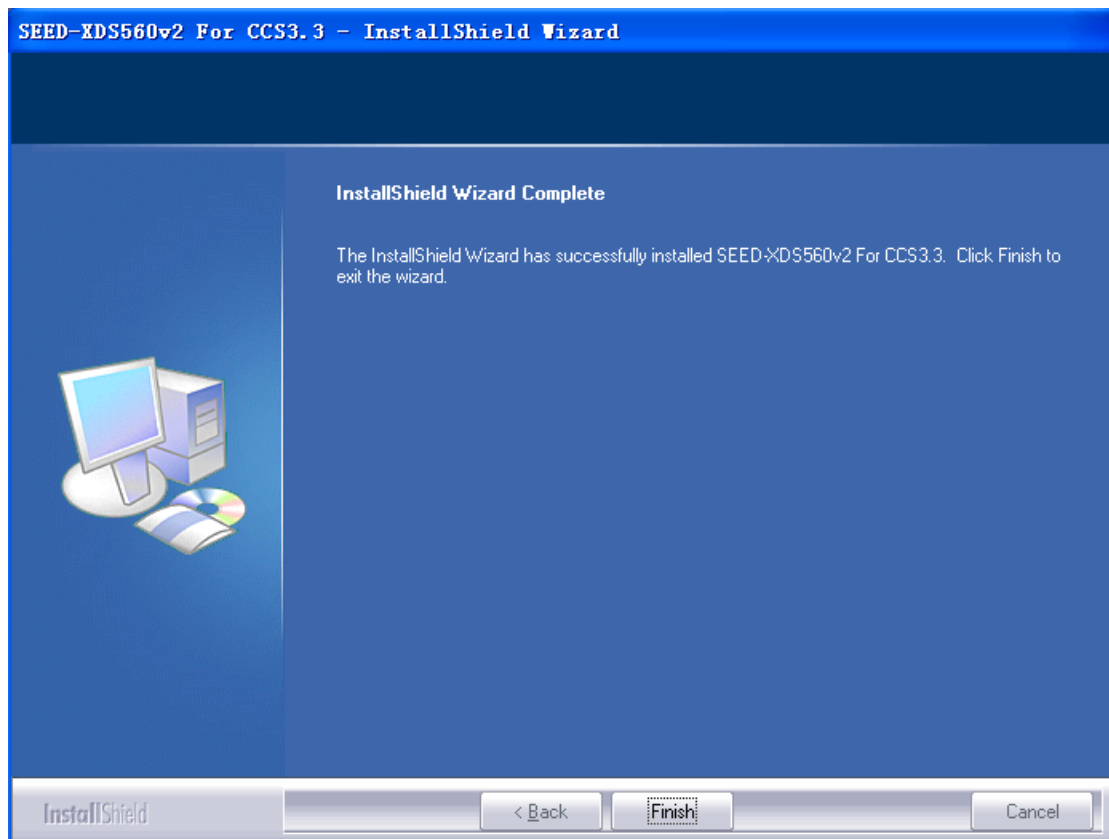 SEED-XDS560v2 For CCS3.3 - InstallShield Wizard
InstallShield Wizard Complete
The InstallShield Wizard has successfully installed SEED-XDS560v2 For CCS3.3. Click Finish to
exit the wizard.
InstallShield
< Back
Finish
Cancel